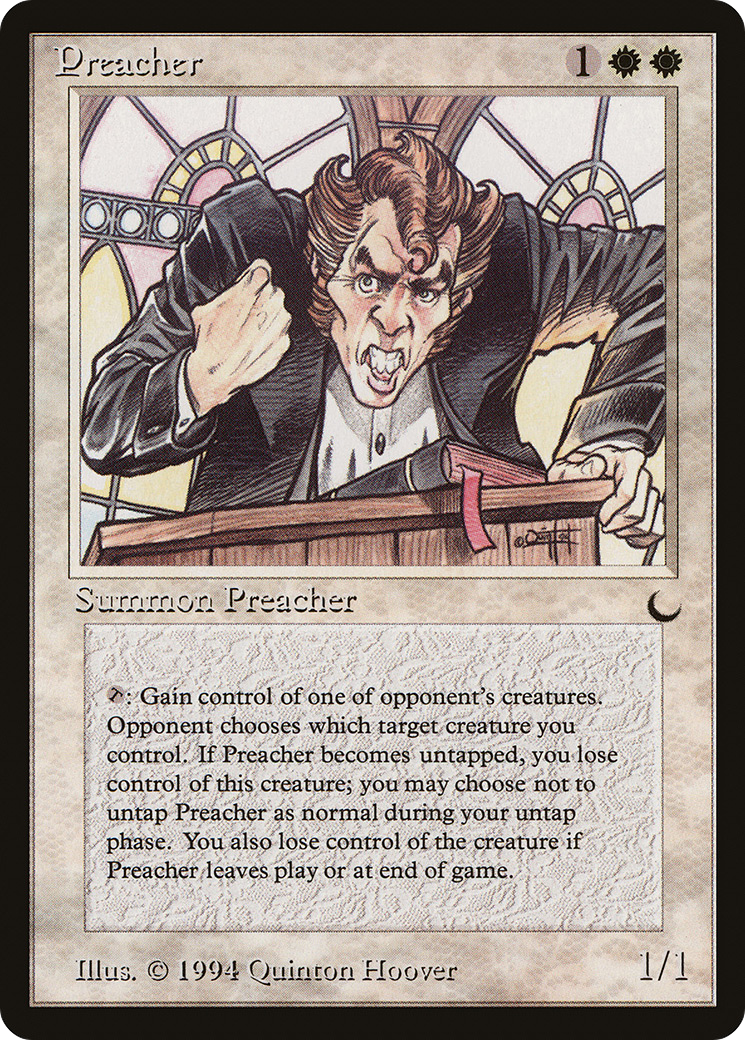 Preacher 1
Summon Preacher
: Gain control of one of opponent's creatures.
Opponent chooses which target creature you
control. If Preacher becomes untapped, you lose
control of this creature; you may choose not to
untap Preacher as normal during your untap
phase. You also lose control of the creature if
Preacher leaves play or at end of game.
Illus. © 1994 Quinton Hoover 1/1